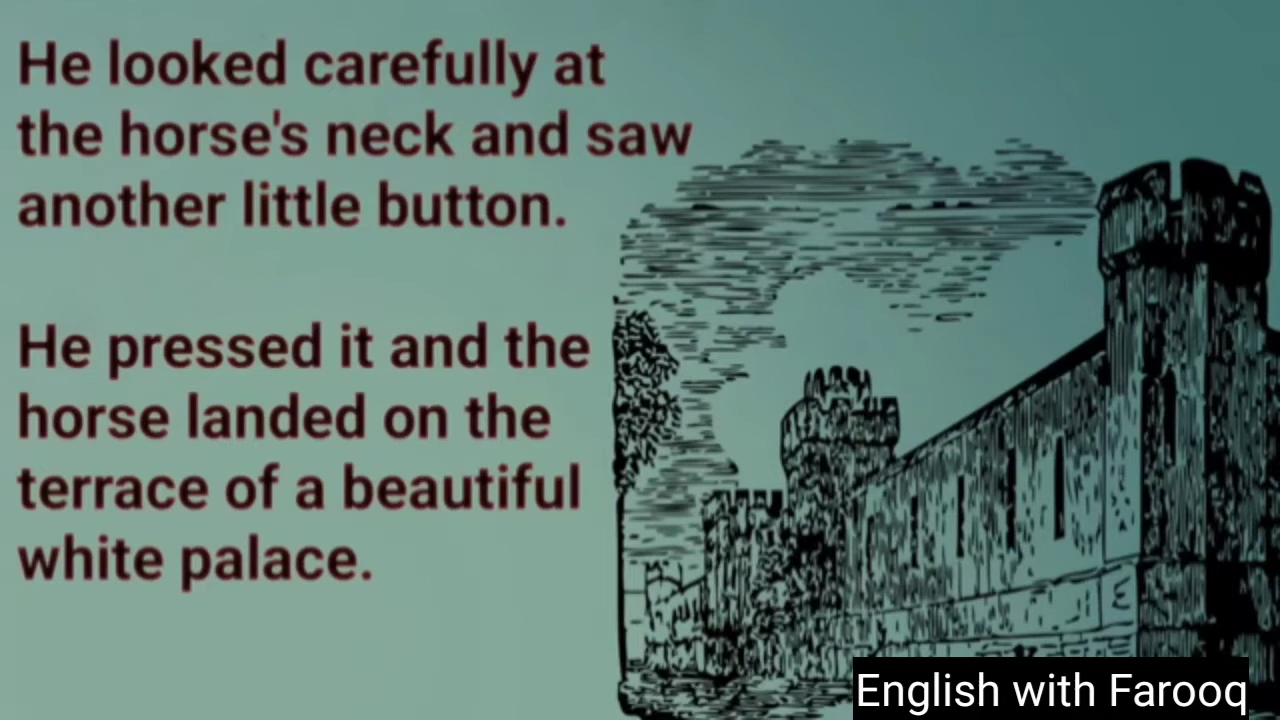 He looked carefully at
the horse's neck and saw
another little button.
He pressed it and the
horse landed on the
terrace of a beautiful
white palace.
English with Farooq